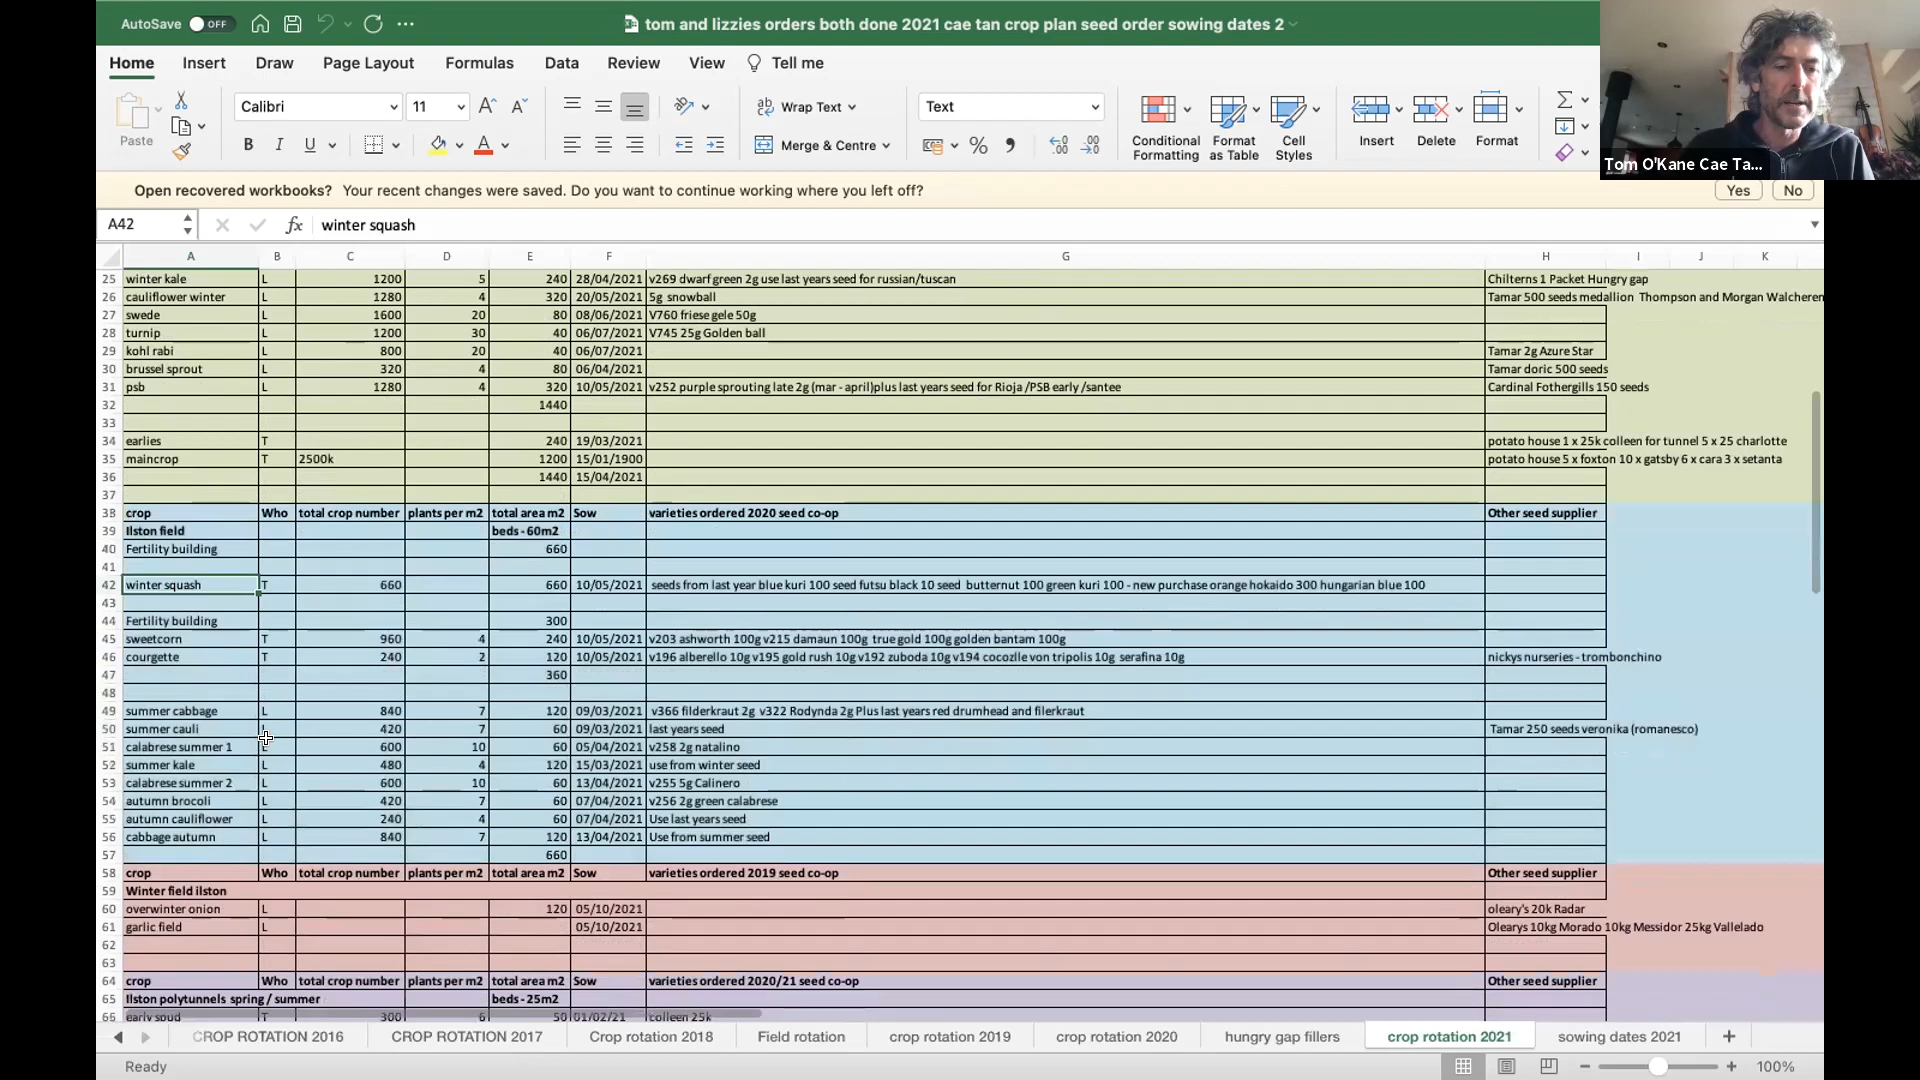 AutoSave OFF tom and lizzies orders both done 2021 cae tan crop plan seed order sowing dates 2
Home Insert Draw Page Layout Formulas Data Review View Tell me
Paste Calibri 11 A A Wrap Text Text Conditional Formatting Format as Table Cell Styles Insert Delete Format
B I U A Merge & Centre % Tom O'Kane Cae Ta...
Open recovered workbooks? Your recent changes were saved. Do you want to continue working where you left off? Yes No
A42 fx winter squash
A B C D E F G H I J K
25 winter kale L 1200 5 240 28/04/2021 v269 dwarf green 2g use last years seed for russian/tuscan Chilterns 1 Packet Hungry gap
26 cauliflower winter L 1280 4 320 20/05/2021 5g snowball Tamar 500 seeds medallion Thompson and Morgan Walcheren
27 swede L 1600 20 80 08/06/2021 V760 friese gele 50g
28 turnip L 1200 30 40 06/07/2021 V745 25g Golden ball
29 kohl rabi L 800 20 40 06/07/2021 Tamar 2g Azure Star
30 brussel sprout L 320 4 80 06/04/2021 Tamar doric 500 seeds
31 psb L 1280 4 320 10/05/2021 v252 purple sprouting late 2g (mar - april)plus last years seed for Rioja /PSB early /santee Cardinal Fothergills 150 seeds
32 1440
33
34 earlies T 240 19/03/2021 potato house 1 x 25k colleen for tunnel 5 x 25 charlotte
35 maincrop T 2500k 1200 15/01/1900 potato house 5 x foxton 10 x gatsby 6 x cara 3 x setanta
36 1440 15/04/2021
37
38 crop Who total crop number plants per m2 total area m2 Sow varieties ordered 2020 seed co-op Other seed supplier
39 Ilston field beds - 60m2
40 Fertility building 660
41
42 winter squash T 660 660 10/05/2021 seeds from last year blue kuri 100 seed futsu black 10 seed butternut 100 green kuri 100 - new purchase orange hokaido 300 hungarian blue 100
43
44 Fertility building 300
45 sweetcorn T 960 4 240 10/05/2021 v203 ashworth 100g v215 damaun 100g true gold 100g golden bantam 100g
46 courgette T 240 2 120 10/05/2021 v196 alberello 10g v195 gold rush 10g v192 zuboda 10g v194 cocozlle von tripolis 10g serafina 10g nickys nurseries - trombonchino
47 360
48
49 summer cabbage L 840 7 120 09/03/2021 v366 filderkraut 2g v322 Rodynda 2g Plus last years red drumhead and filerkraut
50 summer cauli L 420 7 60 09/03/2021 last years seed Tamar 250 seeds veronika (romanesco)
51 calabrese summer 1 L 600 10 60 05/04/2021 v258 2g natalino
52 summer kale L 480 4 120 15/03/2021 use from winter seed
53 calabrese summer 2 L 600 10 60 13/04/2021 v255 5g Calinero
54 autumn brocoli L 420 7 60 07/04/2021 v256 2g green calabrese
55 autumn cauliflower L 240 4 60 07/04/2021 Use last years seed
56 cabbage autumn L 840 7 120 13/04/2021 Use from summer seed
57 660
58 crop Who total crop number plants per m2 total area m2 Sow varieties ordered 2019 seed co-op Other seed supplier
59 Winter field ilston
60 overwinter onion L 120 05/10/2021 oleary's 20k Radar
61 garlic field L 05/10/2021 Olearys 10kg Morado 10kg Messidor 25kg Vallelado
62
63
64 crop Who total crop number plants per m2 total area m2 Sow varieties ordered 2020/21 seed co-op Other seed supplier
65 Ilston polytunnels spring / summer beds - 25m2
66 early spud T 300 6 50 01/02/21 colleen 25k
CROP ROTATION 2016 CROP ROTATION 2017 Crop rotation 2018 Field rotation crop rotation 2019 crop rotation 2020 hungry gap fillers crop rotation 2021 sowing dates 2021 +
Ready 100%